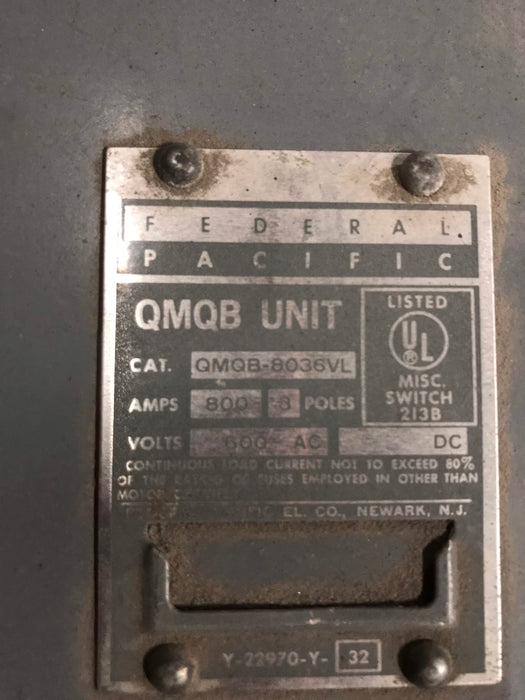 FEDERAL
PACIFIC
QMQB UNIT
LISTED
UL
MISC.
SWITCH
213B
CAT. QMQB-8036VL
AMPS 800 3 POLES
VOLTS 600 AC DC
CONTINUOUS LOAD CURRENT NOT TO EXCEED 80%
OF THE RATING OF FUSES EMPLOYED IN OTHER THAN
MOTOR
EL. CO., NEWARK, N.J.
Y-22970-Y-32